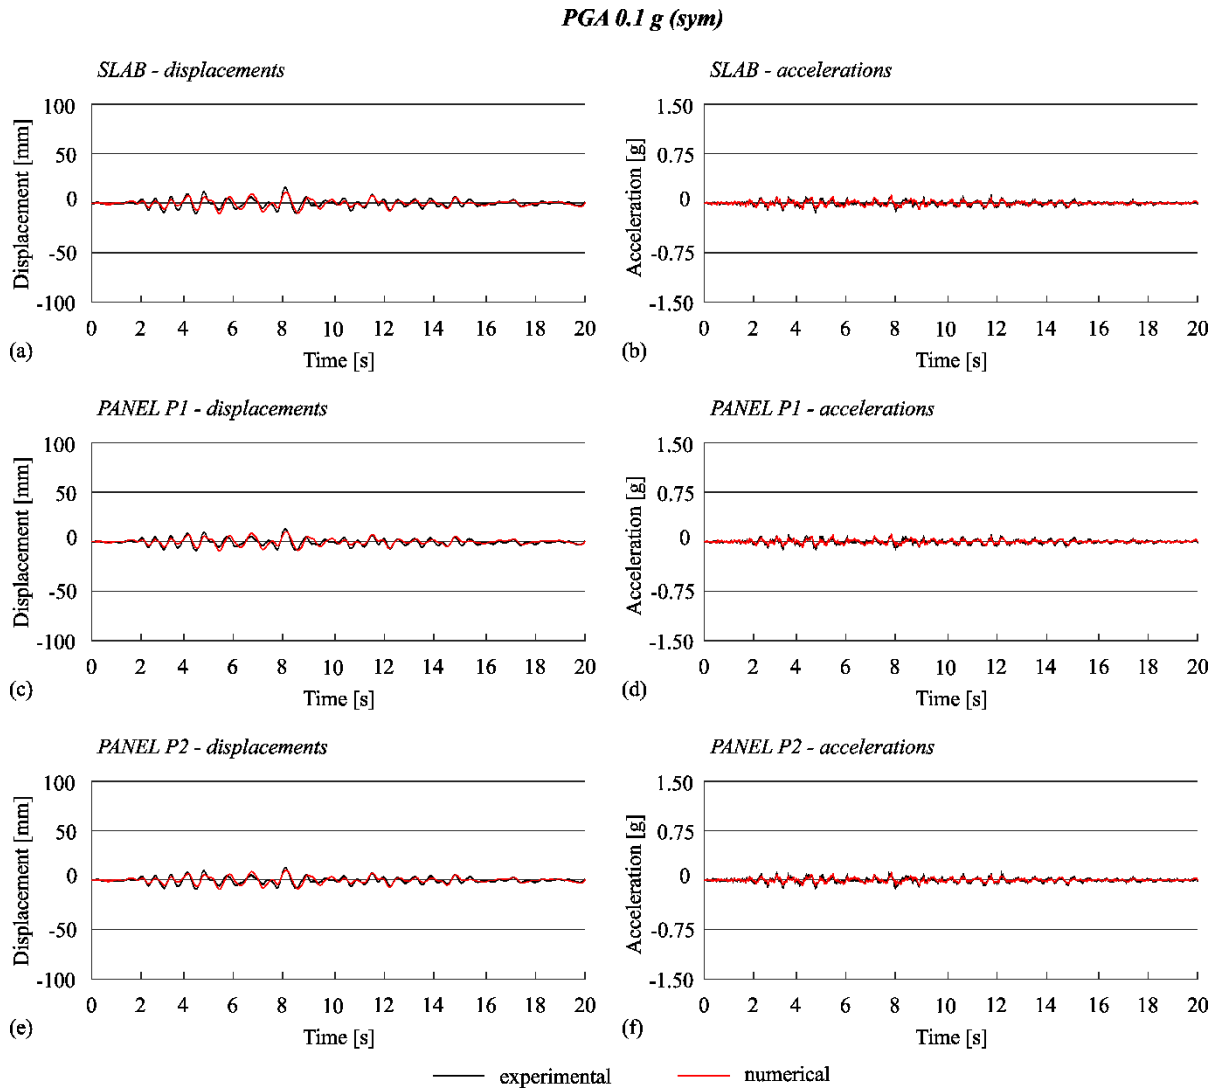 PGA 0.1 g (sym)
SLAB - displacements
SLAB - accelerations
100
50
0
-50
-100
Displacement [mm]
0 2 4 6 8 10 12 14 16 18 20
Time [s]
(a)
1.50
0.75
0
-0.75
-1.50
Acceleration [g]
0 2 4 6 8 10 12 14 16 18 20
Time [s]
(b)
PANEL P1 - displacements
PANEL P1 - accelerations
100
50
0
-50
-100
Displacement [mm]
0 2 4 6 8 10 12 14 16 18 20
Time [s]
(c)
1.50
0.75
0
-0.75
-1.50
Acceleration [g]
0 2 4 6 8 10 12 14 16 18 20
Time [s]
(d)
PANEL P2 - displacements
PANEL P2 - accelerations
100
50
0
-50
-100
Displacement [mm]
0 2 4 6 8 10 12 14 16 18 20
Time [s]
(e)
1.50
0.75
0
-0.75
-1.50
Acceleration [g]
0 2 4 6 8 10 12 14 16 18 20
Time [s]
(f)
experimental
numerical